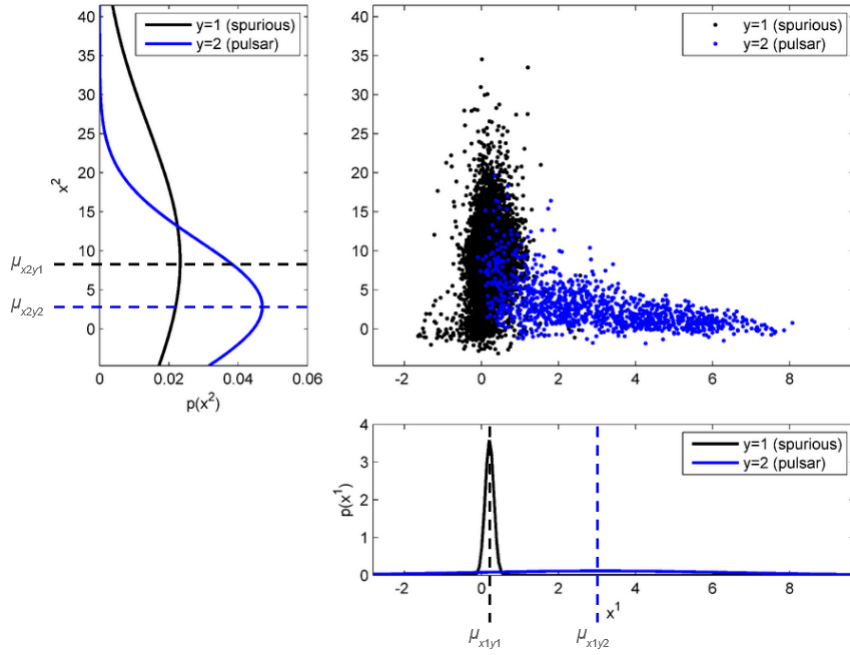 40
35
30
25
20
15
10
5
0
x²
y=1 (spurious)
y=2 (pulsar)
μx2y1
μx2y2
0 0.02 0.04 0.06
p(x²)
40
35
30
25
20
15
10
5
0
y=1 (spurious)
y=2 (pulsar)
-2 0 2 4 6 8
4
3
2
1
0
p(x¹)
y=1 (spurious)
y=2 (pulsar)
-2 0 2 4 6 8
x¹
μx1y1 μx1y2